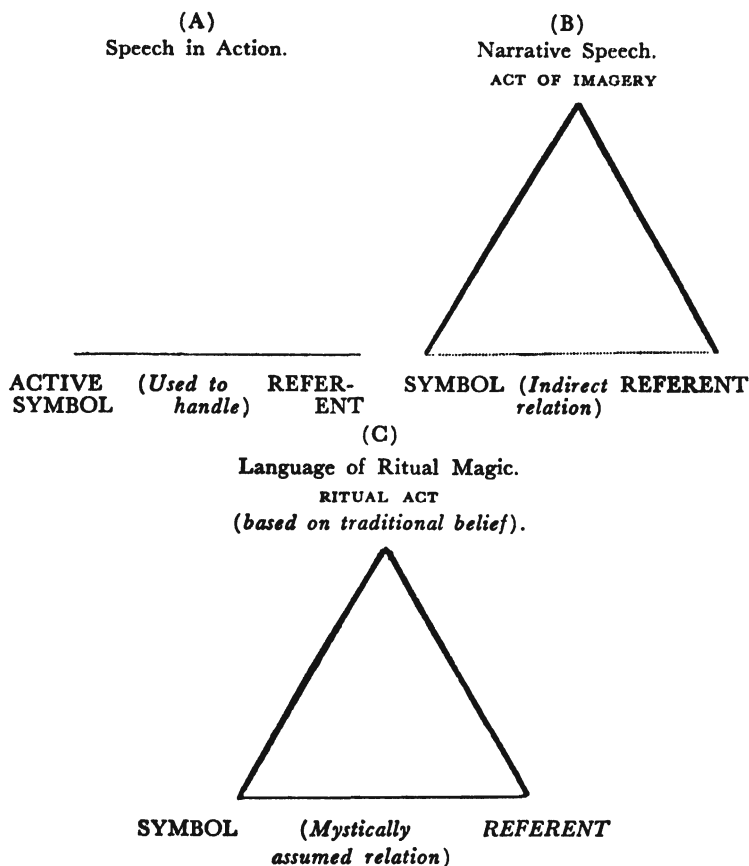 (A)
Speech in Action.
(B)
Narrative Speech.
ACT OF IMAGERY
ACTIVE SYMBOL (Used to handle) REFER-
ENT
SYMBOL (Indirect relation) REFERENT
(C)
Language of Ritual Magic.
RITUAL ACT
(based on traditional belief).
SYMBOL (Mystically assumed relation) REFERENT